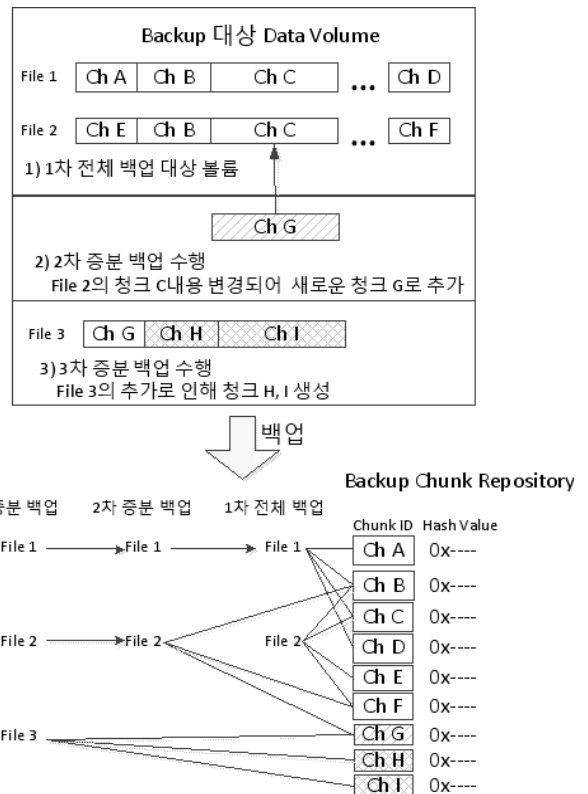 Backup 대상 Data Volume
File 1 Ch A Ch B Ch C ... Ch D
File 2 Ch E Ch B Ch C ... Ch F
1) 1차 전체 백업 대상 볼륨
Ch G
2) 2차 증분 백업 수행
File 2의 청크 C내용 변경되어 새로운 청크 G로 추가
File 3 Ch G Ch H Ch I
3) 3차 증분 백업 수행
File 3의 추가로 인해 청크 H, I 생성
백업
Backup Chunk Repository
증분 백업 2차 증분 백업 1차 전체 백업
Chunk ID Hash Value
File 1 File 1 File 1 Ch A 0x----
Ch B 0x----
Ch C 0x----
File 2 File 2 File 2 Ch D 0x----
Ch E 0x----
Ch F 0x----
File 3 Ch G 0x----
Ch H 0x----
Ch I 0x----